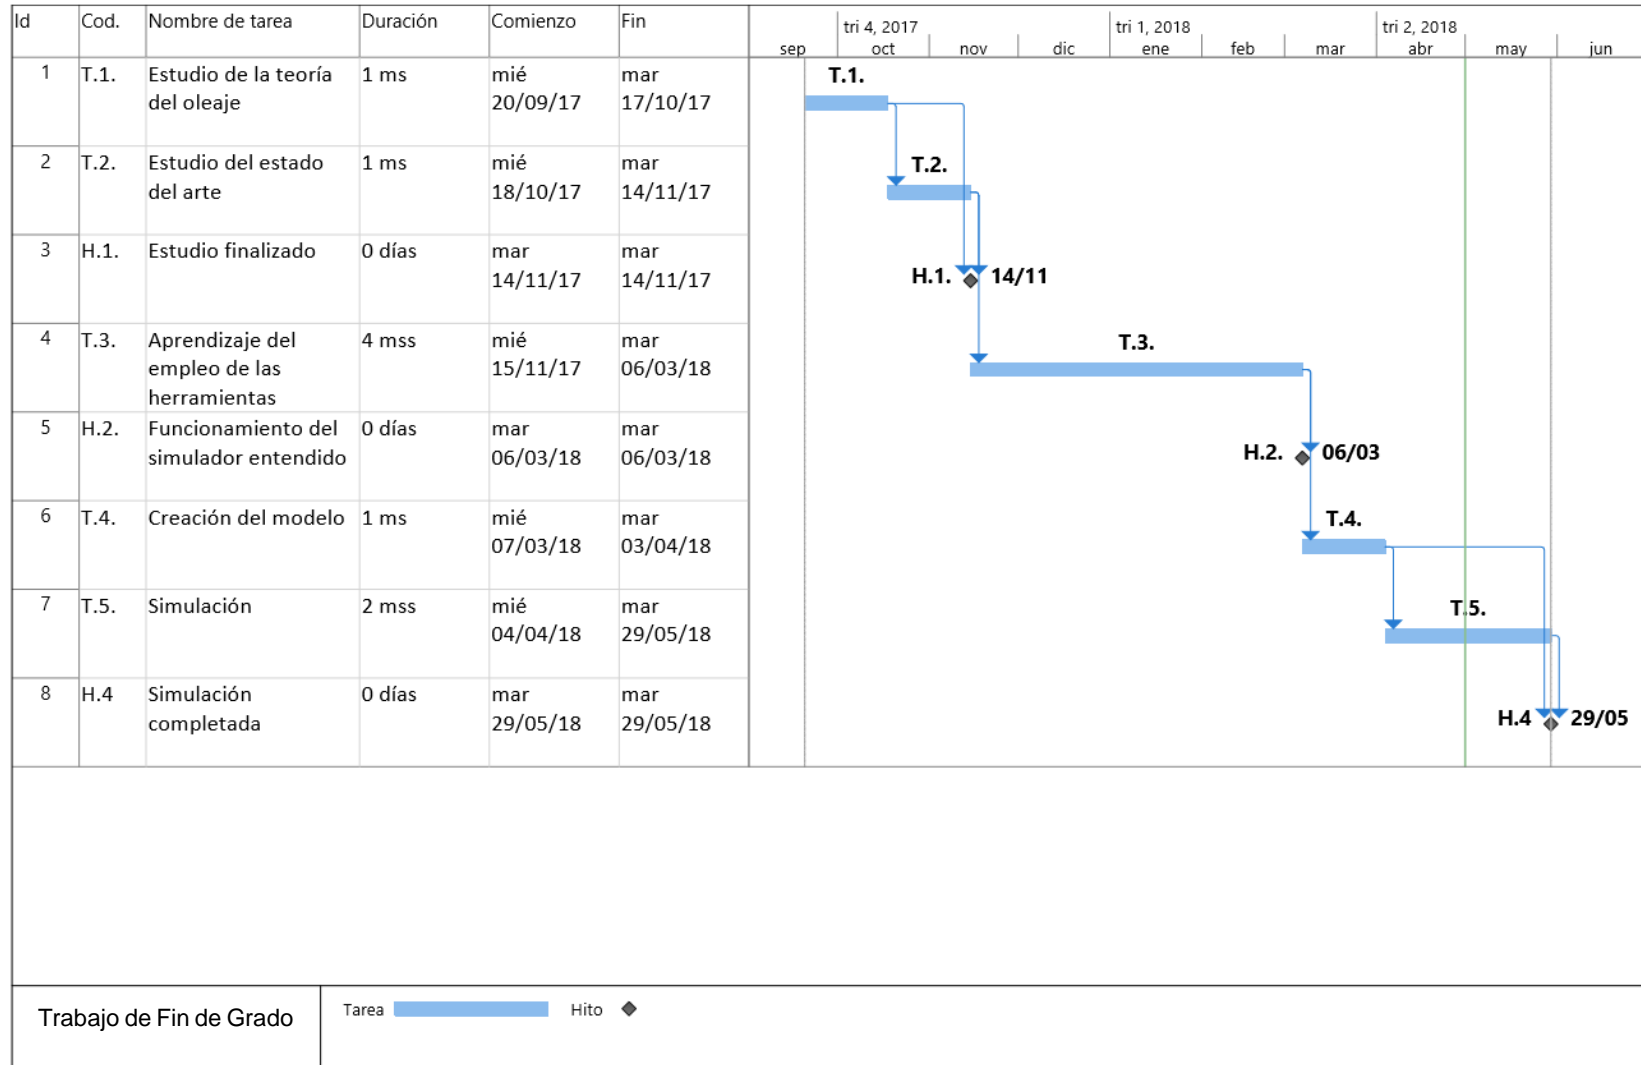 Id Cod. Nombre de tarea Duración Comienzo Fin
tri 4, 2017 tri 1, 2018 tri 2, 2018
sep oct nov dic ene feb mar abr may jun
1 T.1. Estudio de la teoría 1 ms mié mar
del oleaje 20/09/17 17/10/17
T.1.
2 T.2. Estudio del estado 1 ms mié mar
del arte 18/10/17 14/11/17
T.2.
3 H.1. Estudio finalizado 0 días mar mar
14/11/17 14/11/17
H.1. 14/11
4 T.3. Aprendizaje del 4 mss mié mar
empleo de las 15/11/17 06/03/18
herramientas
T.3.
5 H.2. Funcionamiento del 0 días mar mar
simulador entendido 06/03/18 06/03/18
H.2. 06/03
6 T.4. Creación del modelo 1 ms mié mar
07/03/18 03/04/18
T.4.
7 T.5. Simulación 2 mss mié mar
04/04/18 29/05/18
T.5.
8 H.4 Simulación 0 días mar mar
completada 29/05/18 29/05/18
H.4 29/05
Trabajo de Fin de Grado
Tarea Hito